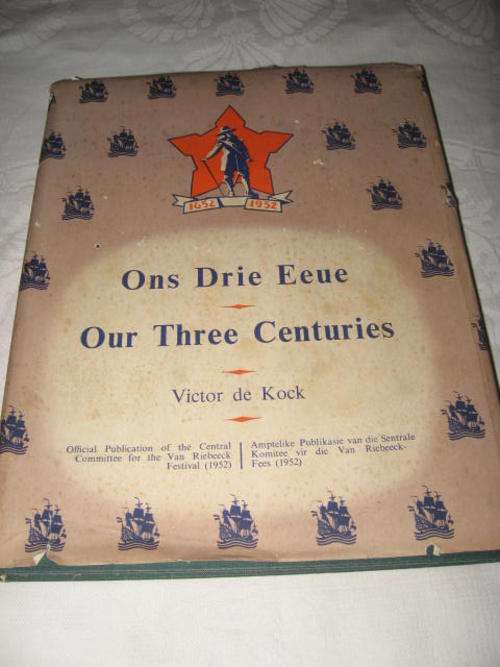 1652 1952
Ons Drie Eeue
Our Three Centuries
Victor de Kock
Official Publication of the Central
Committee for the Van Riebeeck
Festival (1952)
Amptelike Publikasie van die Sentrale
Komitee vir die Van Riebeeck-
Fees (1952)